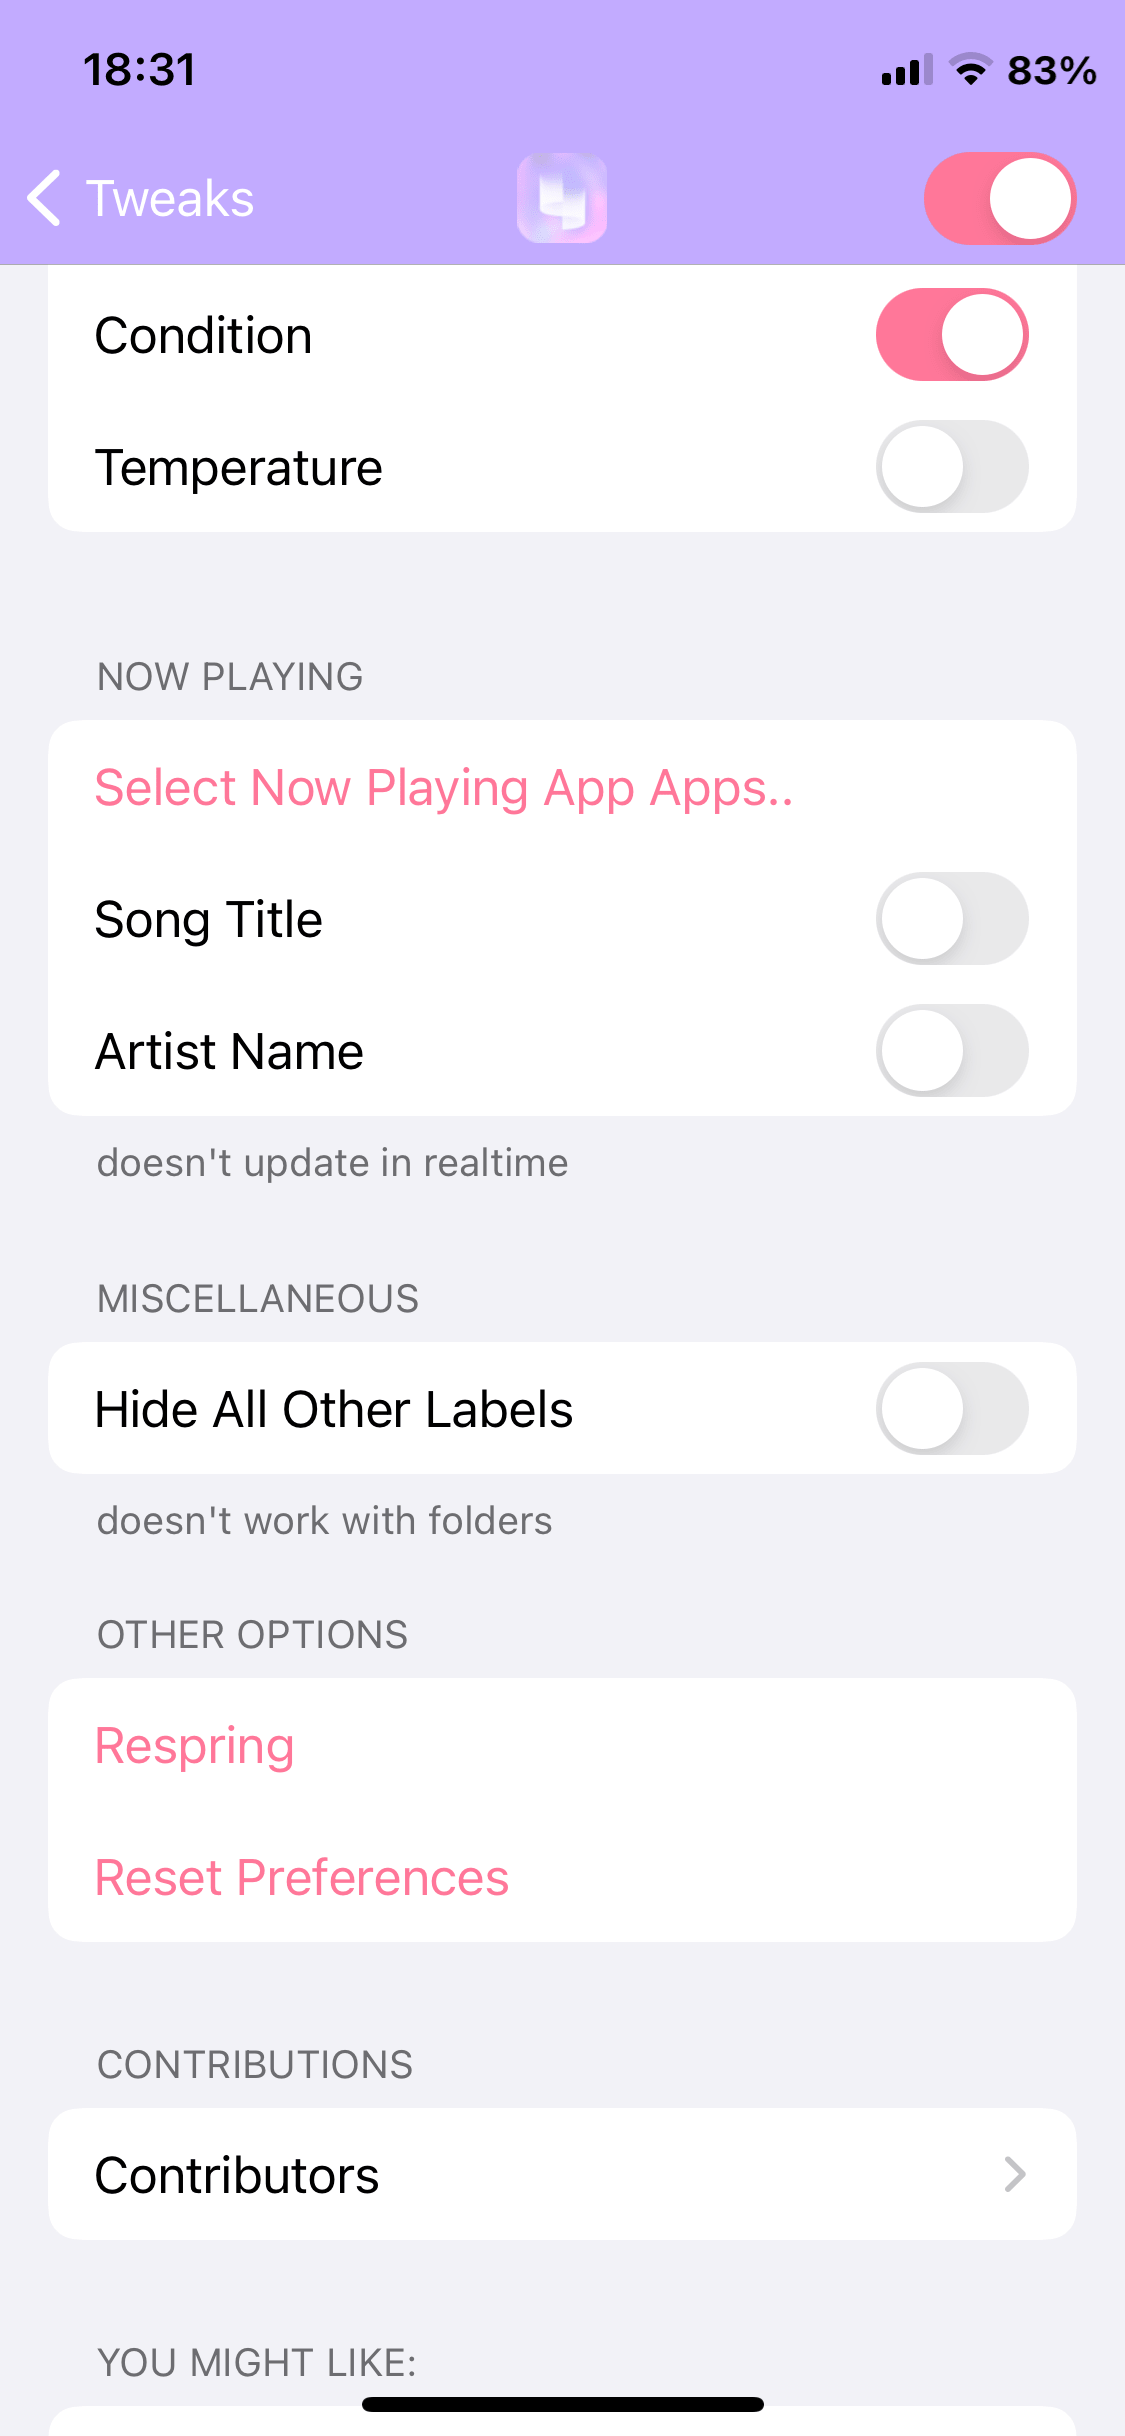 18:31
83%
Tweaks
Condition
Temperature
NOW PLAYING
Select Now Playing App Apps..
Song Title
Artist Name
doesn't update in realtime
MISCELLANEOUS
Hide All Other Labels
doesn't work with folders
OTHER OPTIONS
Respring
Reset Preferences
CONTRIBUTIONS
Contributors
YOU MIGHT LIKE: